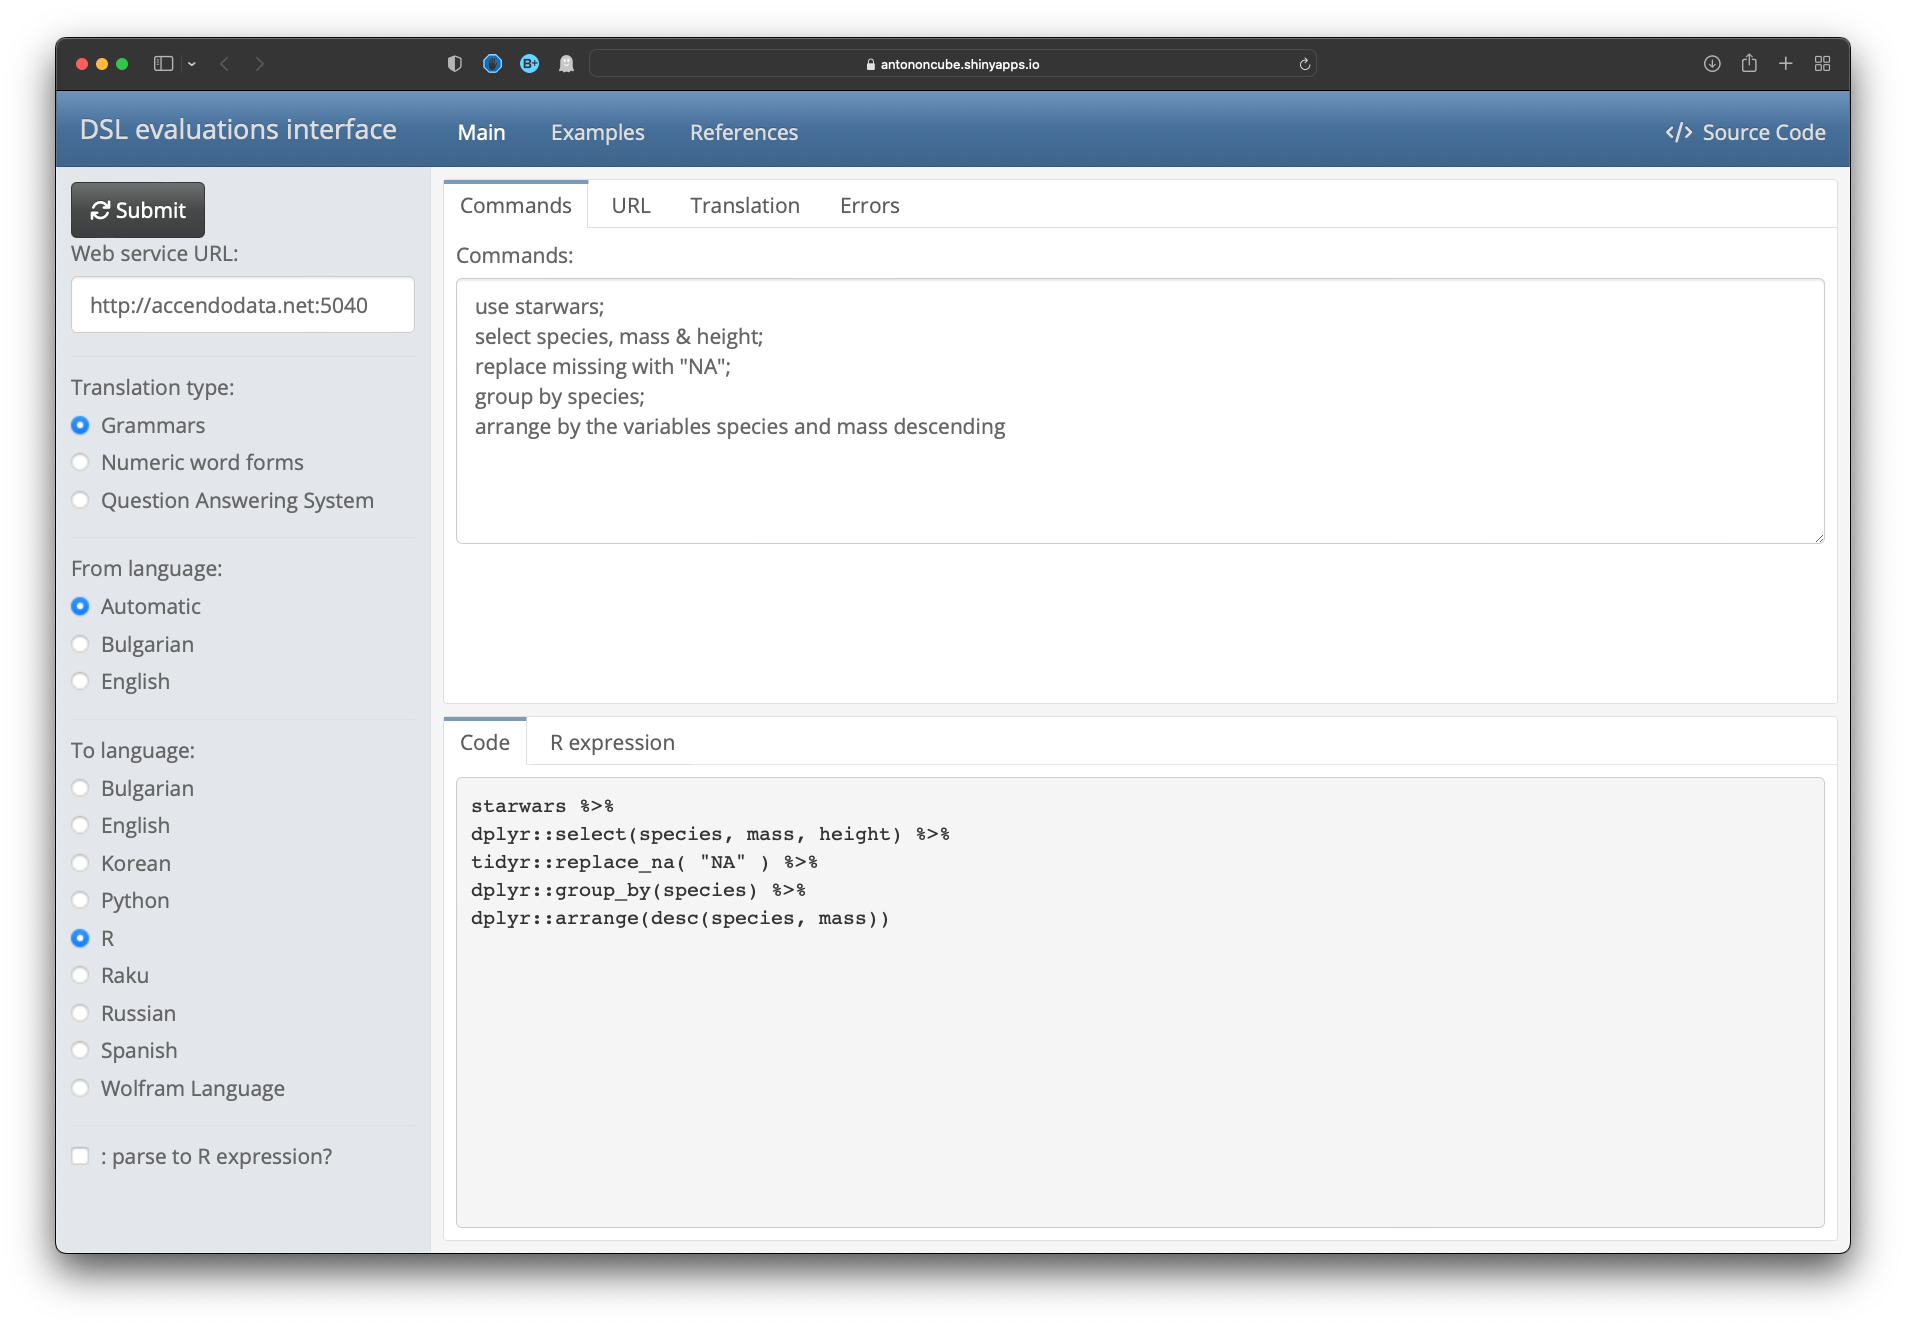 antononcube.shinyapps.io
DSL evaluations interface
Main
Examples
References
</> Source Code
Submit
Web service URL:
http://accendodata.net:5040
Translation type:
Grammars
Numeric word forms
Question Answering System
From language:
Automatic
Bulgarian
English
To language:
Bulgarian
English
Korean
Python
R
Raku
Russian
Spanish
Wolfram Language
: parse to R expression?
Commands
URL
Translation
Errors
Commands:
use starwars;
select species, mass & height;
replace missing with "NA";
group by species;
arrange by the variables species and mass descending
Code
R expression
starwars %>%
dplyr::select(species, mass, height) %>%
tidyr::replace_na( "NA" ) %>%
dplyr::group_by(species) %>%
dplyr::arrange(desc(species, mass))